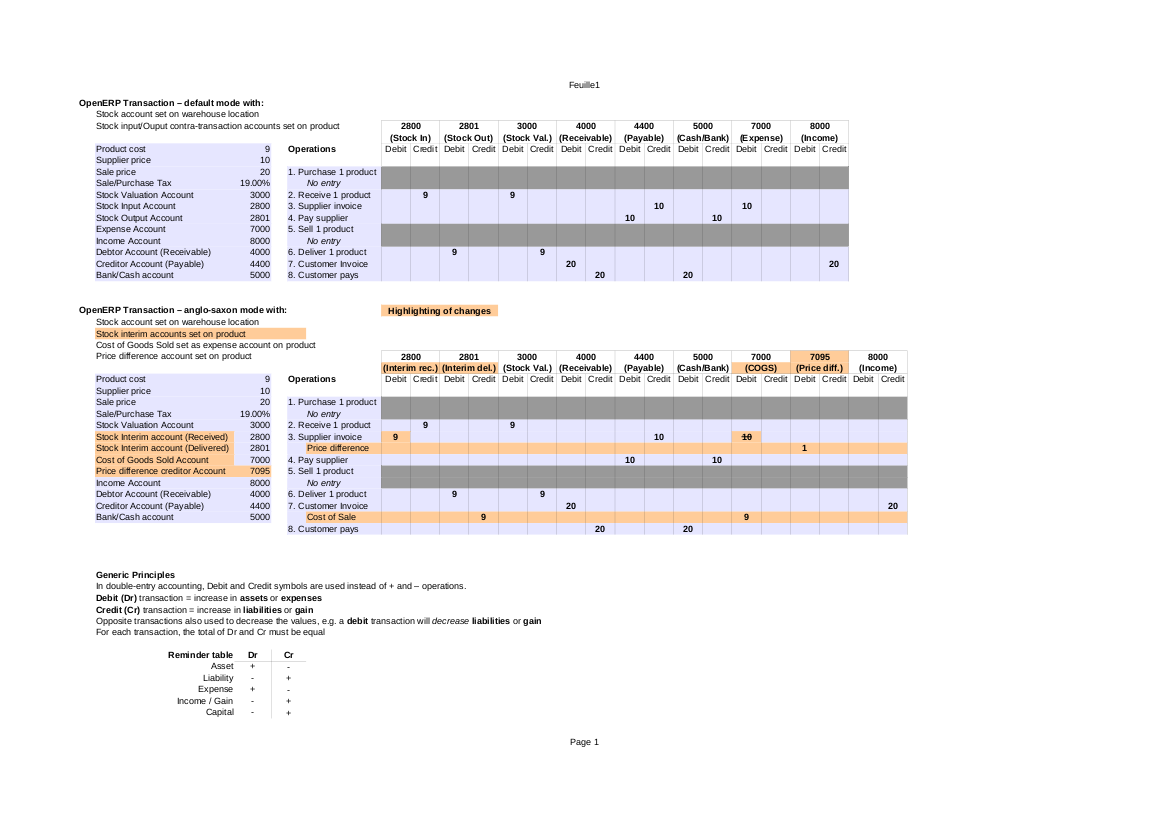 Feuille1
OpenERP Transaction – default mode with:
Stock account set on warehouse location
Stock input/Ouput contra-transaction accounts set on product 2800 2801 3000 4000 4400 5000 7000 8000
(Stock In) (Stock Out) (Stock Val.) (Receivable) (Payable) (Cash/Bank) (Expense) (Income)
Product cost 9 Operations Debit Credit Debit Credit Debit Credit Debit Credit Debit Credit Debit Credit Debit Credit Debit Credit
Supplier price 10
Sale price 20 1. Purchase 1 product
Sale/Purchase Tax 19.00% No entry
Stock Valuation Account 3000 2. Receive 1 product 9 9
Stock Input Account 2800 3. Supplier invoice 10 10
Stock Output Account 2801 4. Pay supplier 10 10
Expense Account 7000 5. Sell 1 product
Income Account 8000 No entry
Debtor Account (Receivable) 4000 6. Deliver 1 product 9 9
Creditor Account (Payable) 4400 7. Customer Invoice 20 20
Bank/Cash account 5000 8. Customer pays 20 20
OpenERP Transaction – anglo-saxon mode with: Highlighting of changes
Stock account set on warehouse location
Stock interim accounts set on product
Cost of Goods Sold set as expense account on product
Price difference account set on product 2800 2801 3000 4000 4400 5000 7000 7095 8000
(Interim rec.) (Interim del.) (Stock Val.) (Receivable) (Payable) (Cash/Bank) (COGS) (Price diff.) (Income)
Product cost 9 Operations Debit Credit Debit Credit Debit Credit Debit Credit Debit Credit Debit Credit Debit Credit Debit Credit Debit Credit
Supplier price 10
Sale price 20 1. Purchase 1 product
Sale/Purchase Tax 19.00% No entry
Stock Valuation Account 3000 2. Receive 1 product 9 9
Stock Interim account (Received) 2800 3. Supplier invoice 9 10 10
Stock Interim account (Delivered) 2801 Price difference 1
Cost of Goods Sold Account 7000 4. Pay supplier 10 10
Price difference creditor Account 7095 5. Sell 1 product
Income Account 8000 No entry
Debtor Account (Receivable) 4000 6. Deliver 1 product 9 9
Creditor Account (Payable) 4400 7. Customer Invoice 20 20
Bank/Cash account 5000 Cost of Sale 9 9
8. Customer pays 20 20
Generic Principles
In double-entry accounting, Debit and Credit symbols are used instead of + and – operations.
Debit (Dr) transaction = increase in assets or expenses
Credit (Cr) transaction = increase in liabilities or gain
Opposite transactions also used to decrease the values, e.g. a debit transaction will decrease liabilities or gain
For each transaction, the total of Dr and Cr must be equal
Reminder table Dr Cr
Asset + -
Liability - +
Expense + -
Income / Gain - +
Capital - +
Page 1